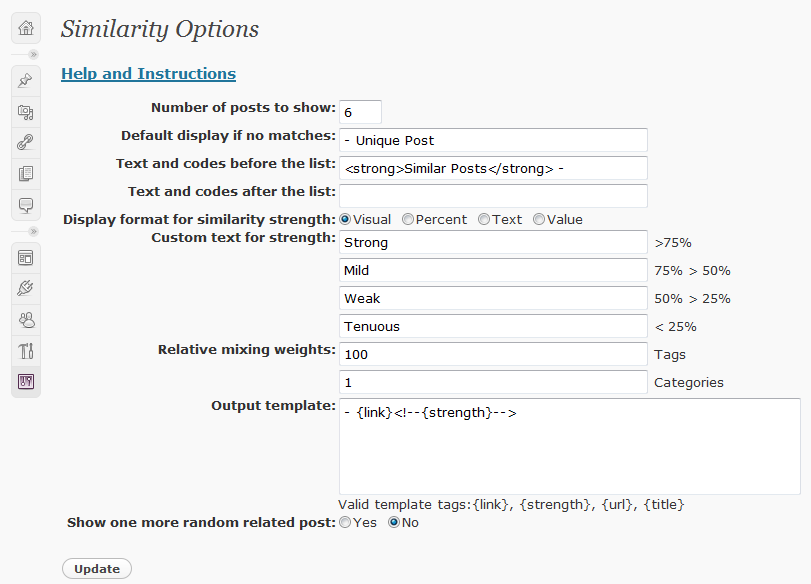 Similarity Options
Help and Instructions
Number of posts to show: 6
Default display if no matches: - Unique Post
Text and codes before the list: <strong>Similar Posts</strong> -
Text and codes after the list:
Display format for similarity strength: Visual Percent Text Value
Custom text for strength: Strong >75%
Mild 75% > 50%
Weak 50% > 25%
Tenuous < 25%
Relative mixing weights: 100 Tags
1 Categories
Output template: - {link}<!--{strength}-->
Valid template tags:{link}, {strength}, {url}, {title}
Show one more random related post: Yes No
Update